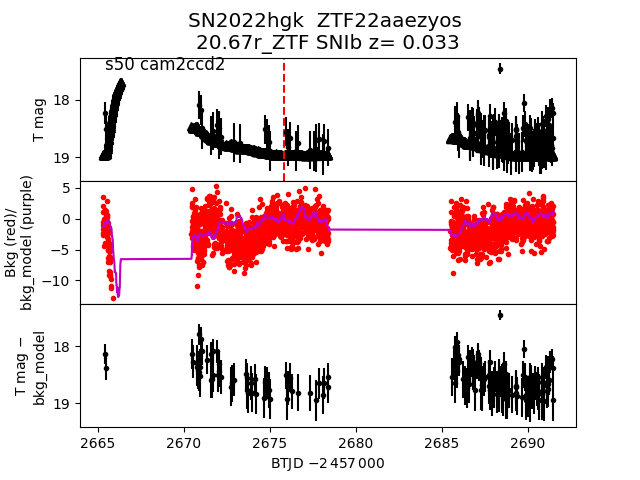 SN2022hgk  ZTF22aaezyos
20.67r_ZTF SNIb z= 0.033
s50 cam2ccd2
T mag
18
19
Bkg (red)/
bkg_model (purple)
5
0
−5
−10
T mag −
bkg_model
18
19
2665 2670 2675 2680 2685 2690
BTJD −2 457 000